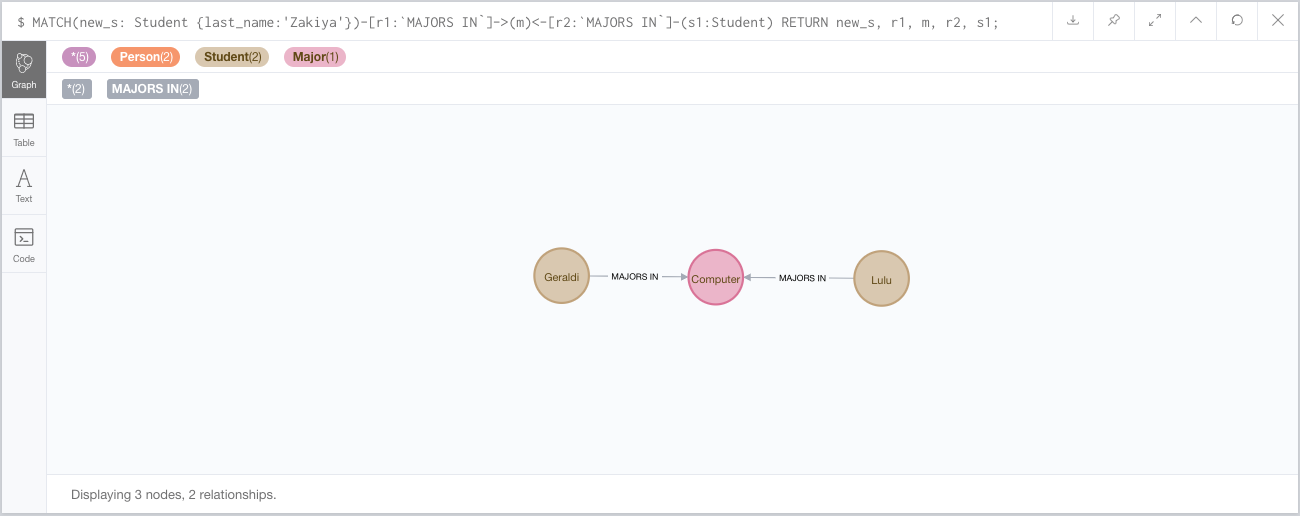 $ MATCH(new_s: Student {last_name:'Zakiya'})-[r1:`MAJORS IN`]->(m)<-[r2:`MAJORS IN`]-(s1:Student) RETURN new_s, r1, m, r2, s1;
*(5) Person(2) Student(2) Major(1)
*(2) MAJORS IN(2)
Graph
Table
Text
Code
Geraldi MAJORS IN Computer MAJORS IN Lulu
Displaying 3 nodes, 2 relationships.